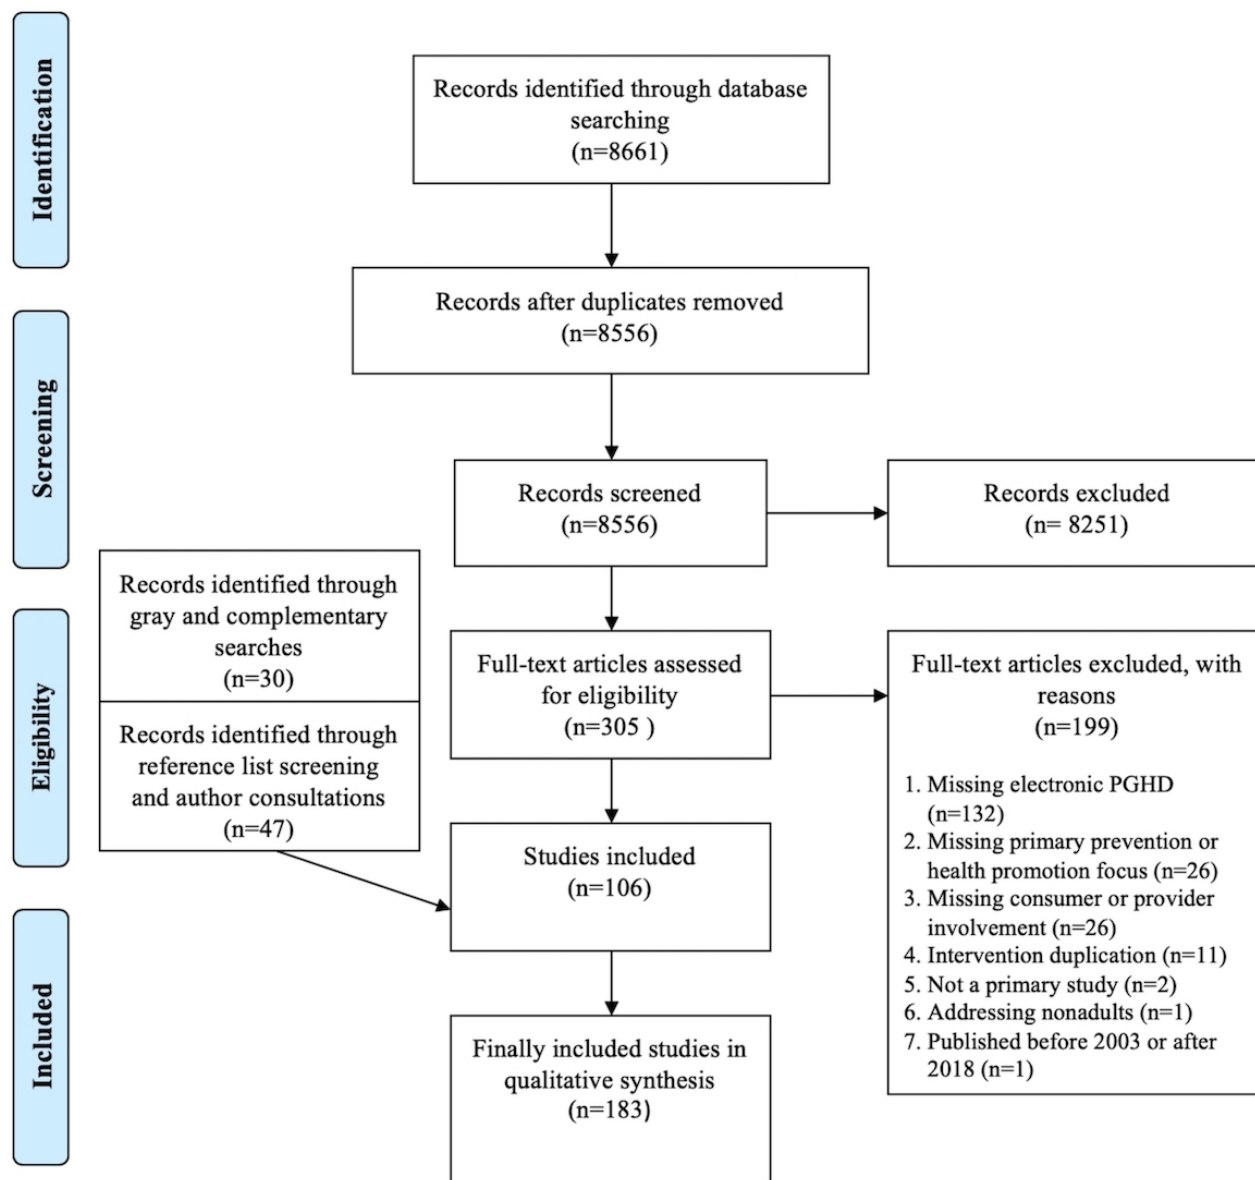 Identification
Records identified through database
searching
(n=8661)
Records after duplicates removed
(n=8556)
Screening
Records screened
(n=8556)
Records excluded
(n= 8251)
Records identified through
gray and complementary
searches
(n=30)
Records identified through
reference list screening
and author consultations
(n=47)
Eligibility
Full-text articles assessed
for eligibility
(n=305 )
Full-text articles excluded, with
reasons
(n=199)
1. Missing electronic PGHD
(n=132)
2. Missing primary prevention or
health promotion focus (n=26)
3. Missing consumer or provider
involvement (n=26)
4. Intervention duplication (n=11)
5. Not a primary study (n=2)
6. Addressing nonadults (n=1)
7. Published before 2003 or after
2018 (n=1)
Studies included
(n=106)
Included
Finally included studies in
qualitative synthesis
(n=183)